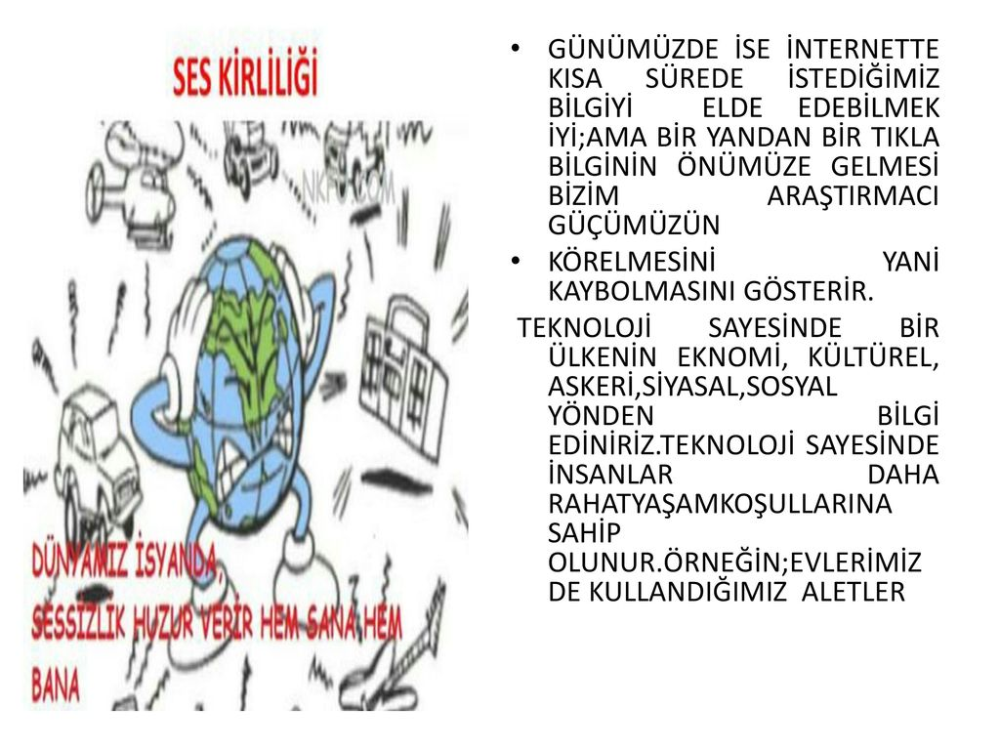 SES KİRLİLİĞİ
NKFU.COM
DÜNYAMIZ İSYANDA,
SESSİZLİK HUZUR VERİR HEM SANA HEM
BANA
• GÜNÜMÜZDE İSE İNTERNETTE
KISA SÜREDE İSTEDİĞİMİZ
BİLGİYİ ELDE EDEBİLMEK
İYİ;AMA BİR YANDAN BİR TIKLA
BİLGİNİN ÖNÜMÜZE GELMESİ
BİZİM ARAŞTIRMACI
GÜÇÜMÜZÜN
• KÖRELMESİNİ YANİ
KAYBOLMASINI GÖSTERİR.
TEKNOLOJİ SAYESİNDE BİR
ÜLKENİN EKNOMİ, KÜLTÜREL,
ASKERİ,SİYASAL,SOSYAL
YÖNDEN BİLGİ
EDİNİRİZ.TEKNOLOJİ SAYESİNDE
İNSANLAR DAHA
RAHATYAŞAMKOŞULLARINA
SAHİP
OLUNUR.ÖRNEĞİN;EVLERİMİZ
DE KULLANDIĞIMIZ ALETLER